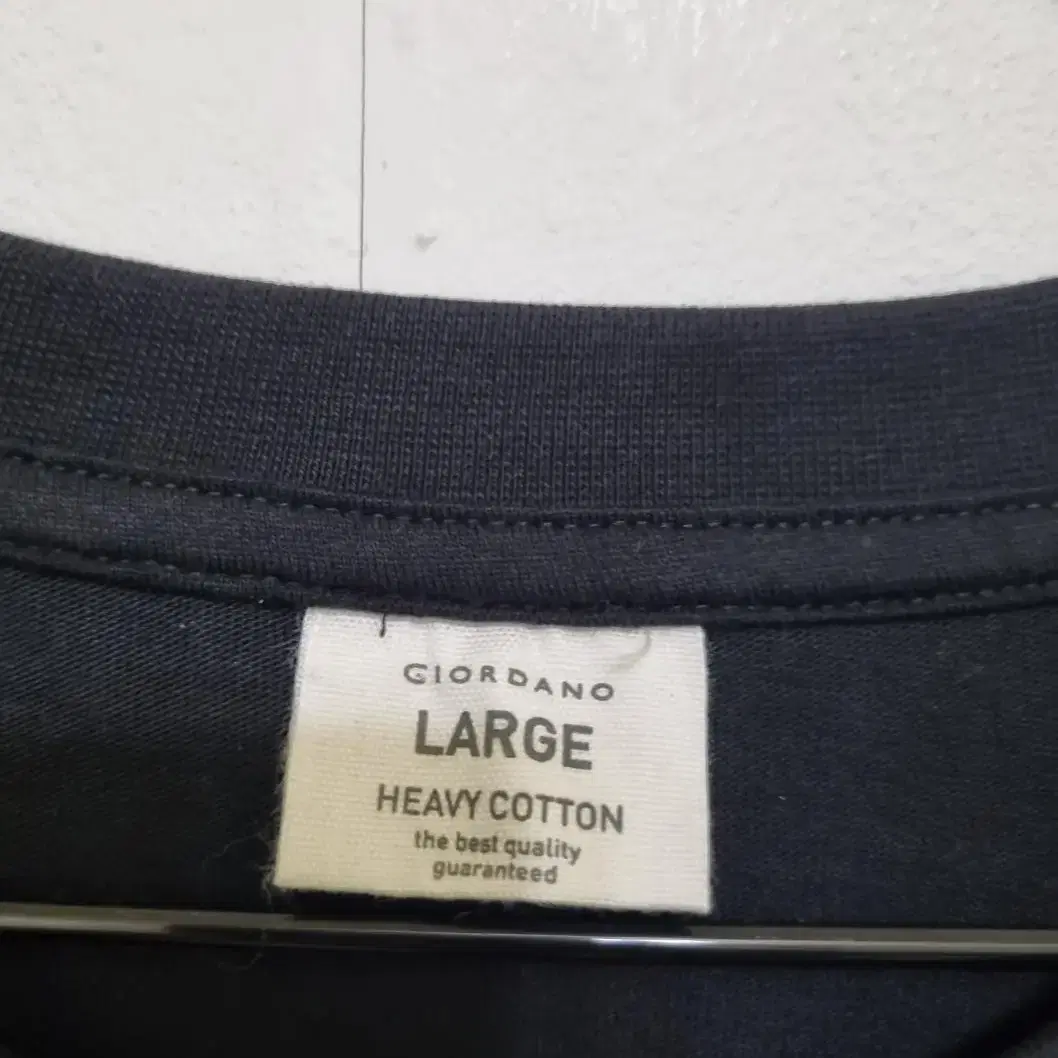 GIORDANO
LARGE
HEAVY COTTON
the best quality
guaranteed